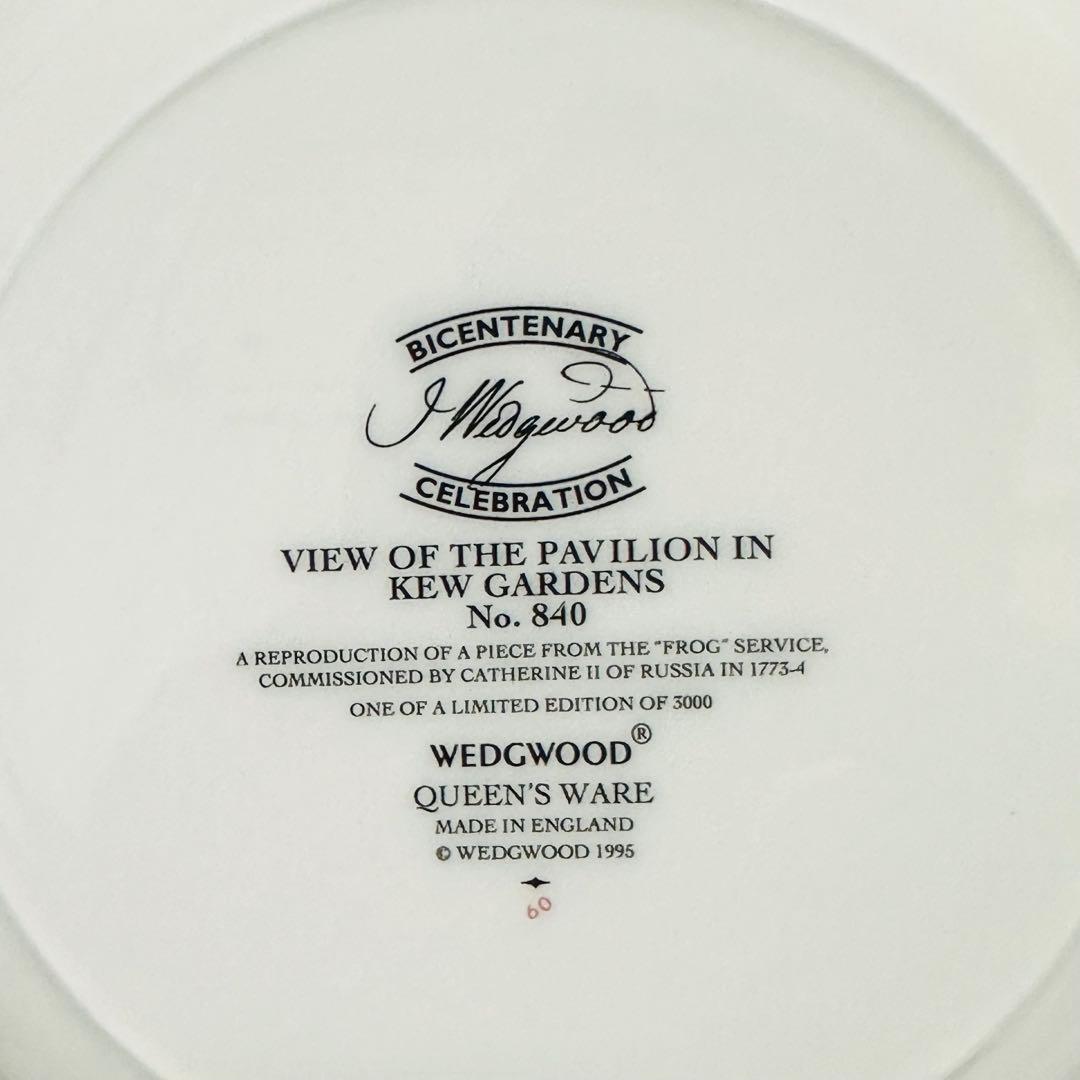 BICENTENARY
J Wedgwood
CELEBRATION
VIEW OF THE PAVILION IN
KEW GARDENS
No. 840
A REPRODUCTION OF A PIECE FROM THE "FROG" SERVICE,
COMMISSIONED BY CATHERINE II OF RUSSIA IN 1773-4
ONE OF A LIMITED EDITION OF 3000
WEDGWOOD®
QUEEN'S WARE
MADE IN ENGLAND
© WEDGWOOD 1995
60